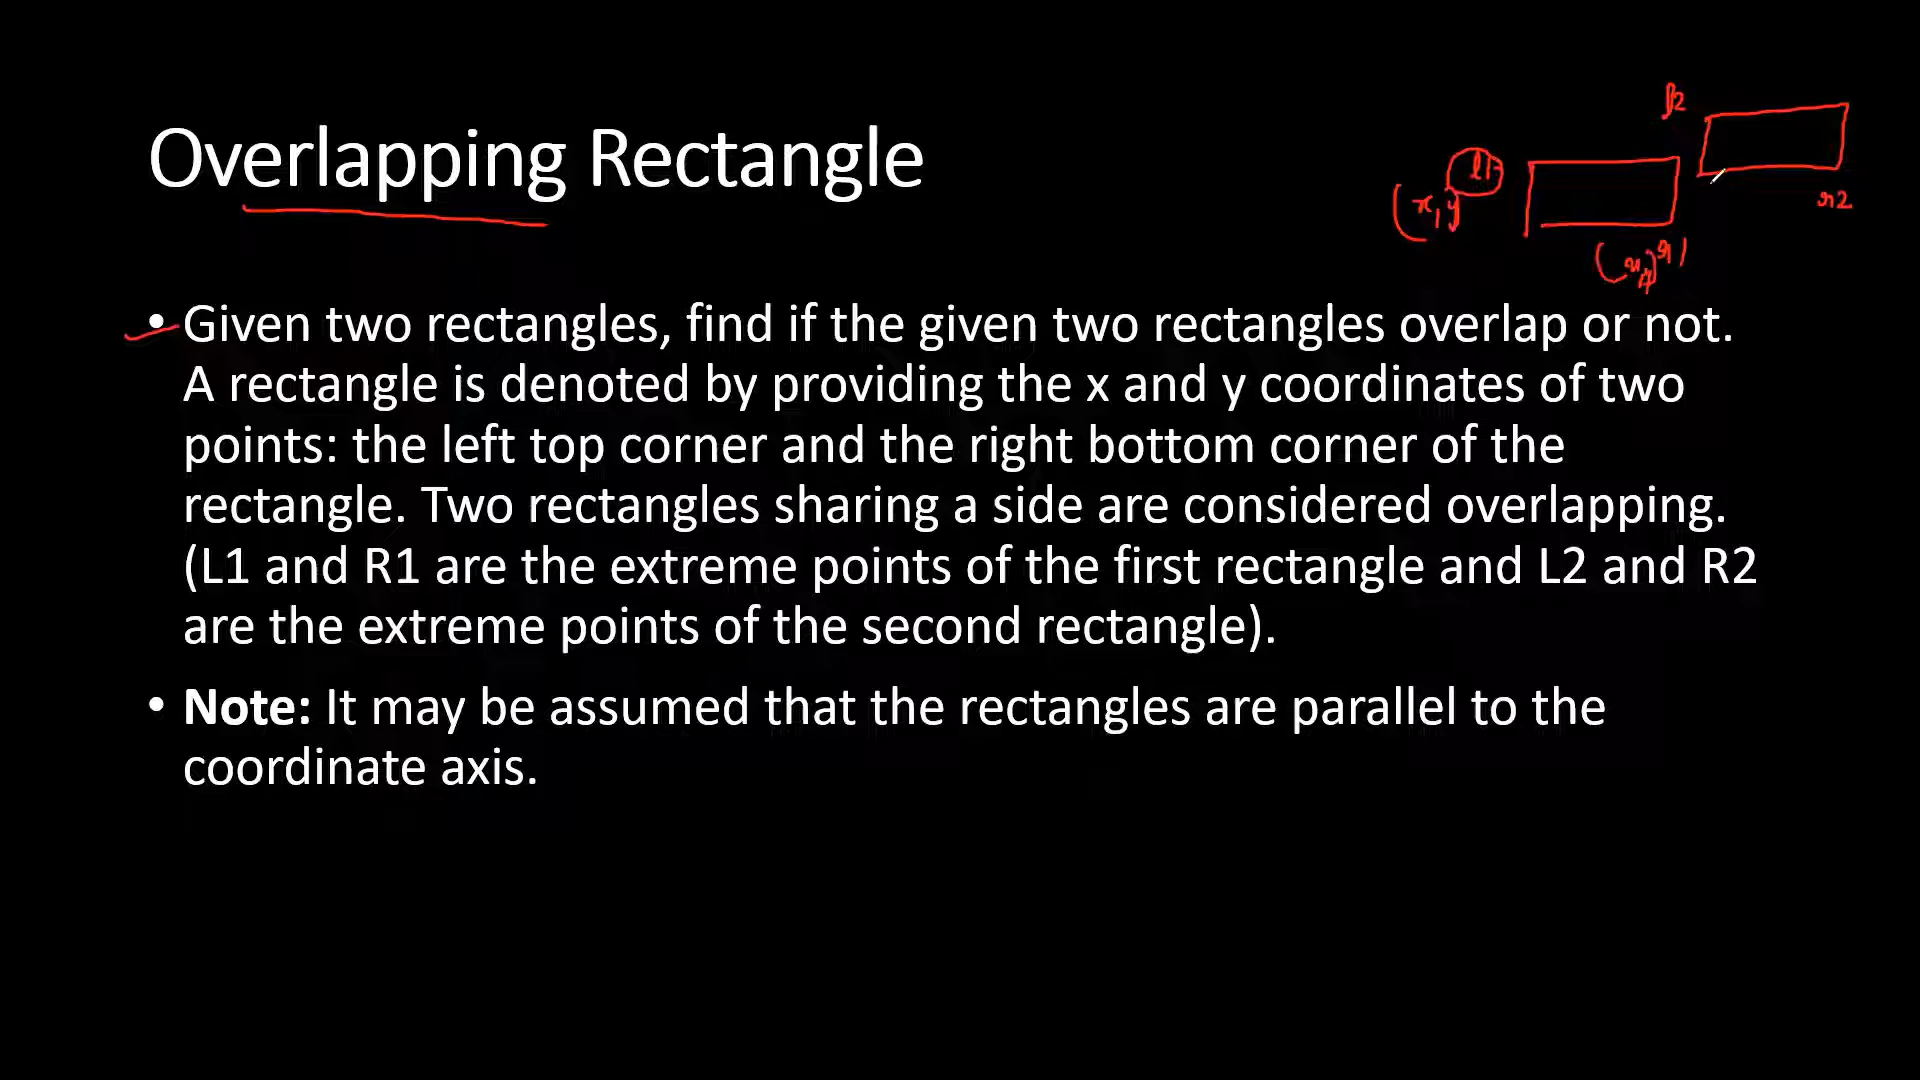 Overlapping Rectangle
l2
l1
(x,y)
r2
(x,y) r1
• Given two rectangles, find if the given two rectangles overlap or not.
A rectangle is denoted by providing the x and y coordinates of two
points: the left top corner and the right bottom corner of the
rectangle. Two rectangles sharing a side are considered overlapping.
(L1 and R1 are the extreme points of the first rectangle and L2 and R2
are the extreme points of the second rectangle).
• Note: It may be assumed that the rectangles are parallel to the
coordinate axis.